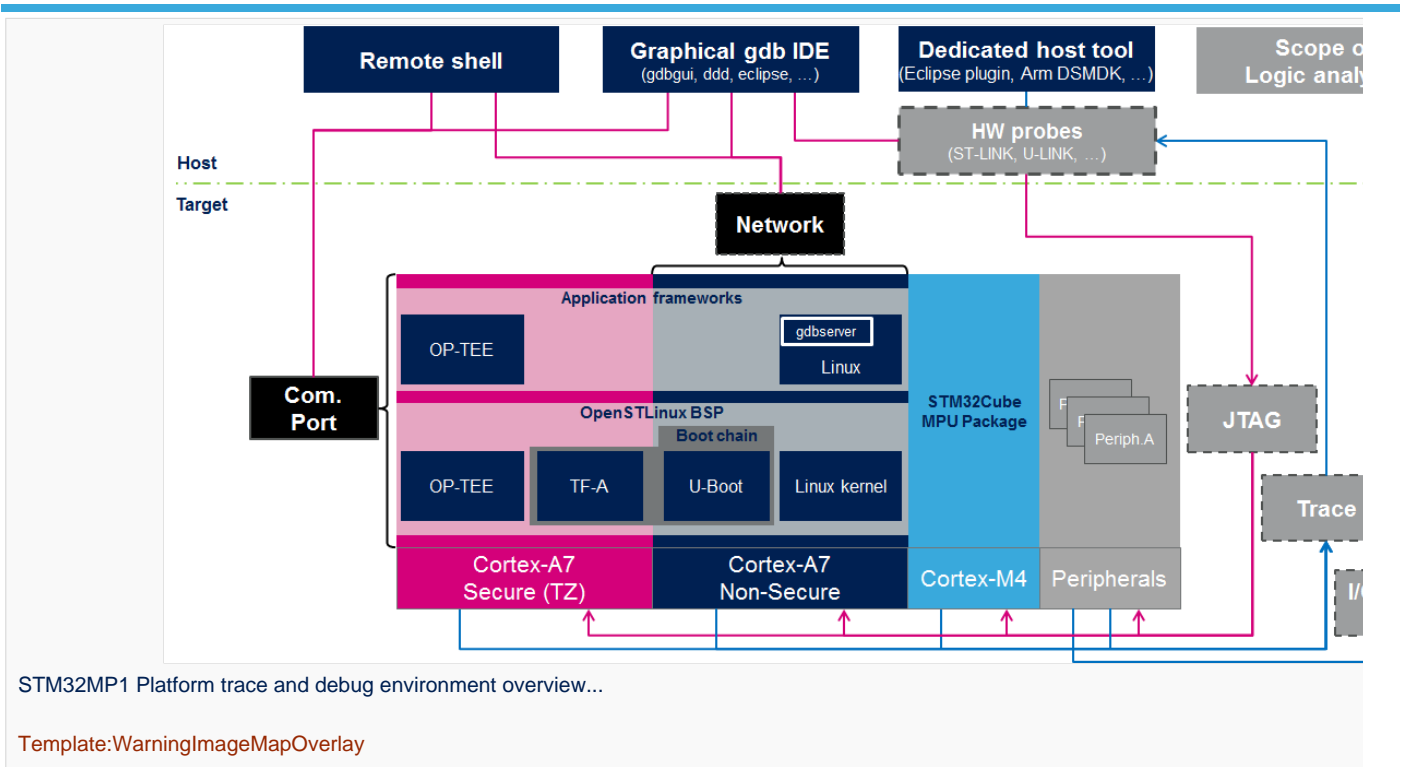 Remote shell
Graphical gdb IDE
(gdbgui, ddd, eclipse, …)
Dedicated host tool
(Eclipse plugin, Arm DSMDK, …)
Scope o
Logic analy
HW probes
(ST-LINK, U-LINK, …)
Host
Target
Network
Application frameworks
OP-TEE
gdbserver
Linux
Com.
Port
OpenSTLinux BSP
Boot chain
OP-TEE
TF-A
U-Boot
Linux kernel
STM32Cube
MPU Package
P
P
Periph.A
JTAG
Trace
Cortex-A7
Secure (TZ)
Cortex-A7
Non-Secure
Cortex-M4
Peripherals
STM32MP1 Platform trace and debug environment overview...
Template:WarningImageMapOverlay